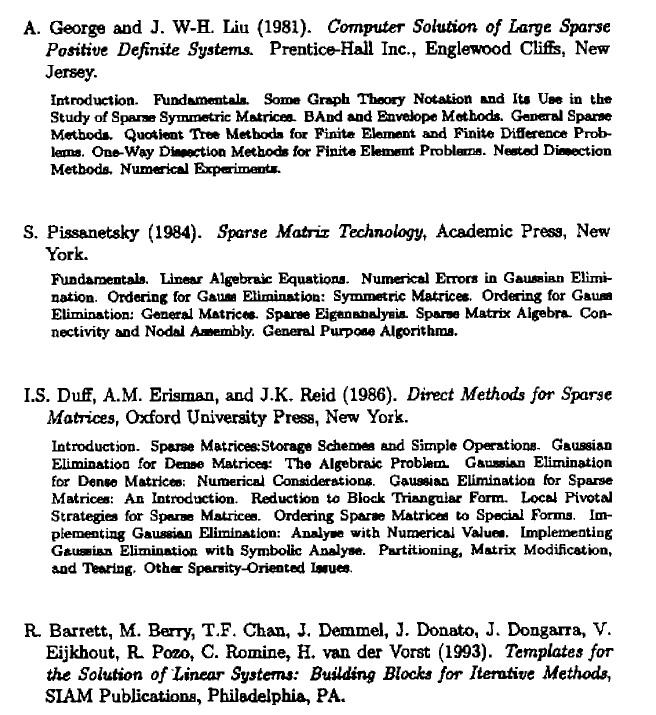 A. George and J. W-H. Liu (1981). Computer Solution of Large Sparse
Positive Definite Systems. Prentice-Hall Inc., Englewood Cliffs, New
Jersey.
Introduction. Fundamentals. Some Graph Theory Notation and Its Use in the
Study of Sparse Symmetric Matrices. BAnd and Envelope Methods. General Sparse
Methods. Quotient Tree Methods for Finite Element and Finite Difference Prob-
lems. One-Way Dissection Methods for Finite Element Problems. Nested Dissection
Methods. Numerical Experiments.
S. Pissanetsky (1984). Sparse Matrix Technology, Academic Press, New
York.
Fundamentals. Linear Algebraic Equations. Numerical Errors in Gaussian Elimi-
nation. Ordering for Gauss Elimination: Symmetric Matrices. Ordering for Gauss
Elimination: General Matrices. Sparse Eigenanalysis. Sparse Matrix Algebra. Con-
nectivity and Nodal Assembly. General Purpose Algorithms.
I.S. Duff, A.M. Erisman, and J.K. Reid (1986). Direct Methods for Sparse
Matrices, Oxford University Press, New York.
Introduction. Sparse Matrices:Storage Schemes and Simple Operations. Gaussian
Elimination for Dense Matrices: The Algebraic Problem. Gaussian Elimination
for Dense Matrices: Numerical Considerations. Gaussian Elimination for Sparse
Matrices: An Introduction. Reduction to Block Triangular Form. Local Pivotal
Strategies for Sparse Matrices. Ordering Sparse Matrices to Special Forms. Im-
plementing Gaussian Elimination: Analyse with Numerical Values. Implementing
Gaussian Elimination with Symbolic Analyse. Partitioning, Matrix Modification,
and Tearing. Other Sparsity-Oriented Issues.
R. Barrett, M. Berry, T.F. Chan, J. Demmel, J. Donato, J. Dongarra, V.
Eijkhout, R. Pozo, C. Romine, H. van der Vorst (1993). Templates for
the Solution of Linear Systems: Building Blocks for Iterative Methods,
SIAM Publications, Philadelphia, PA.